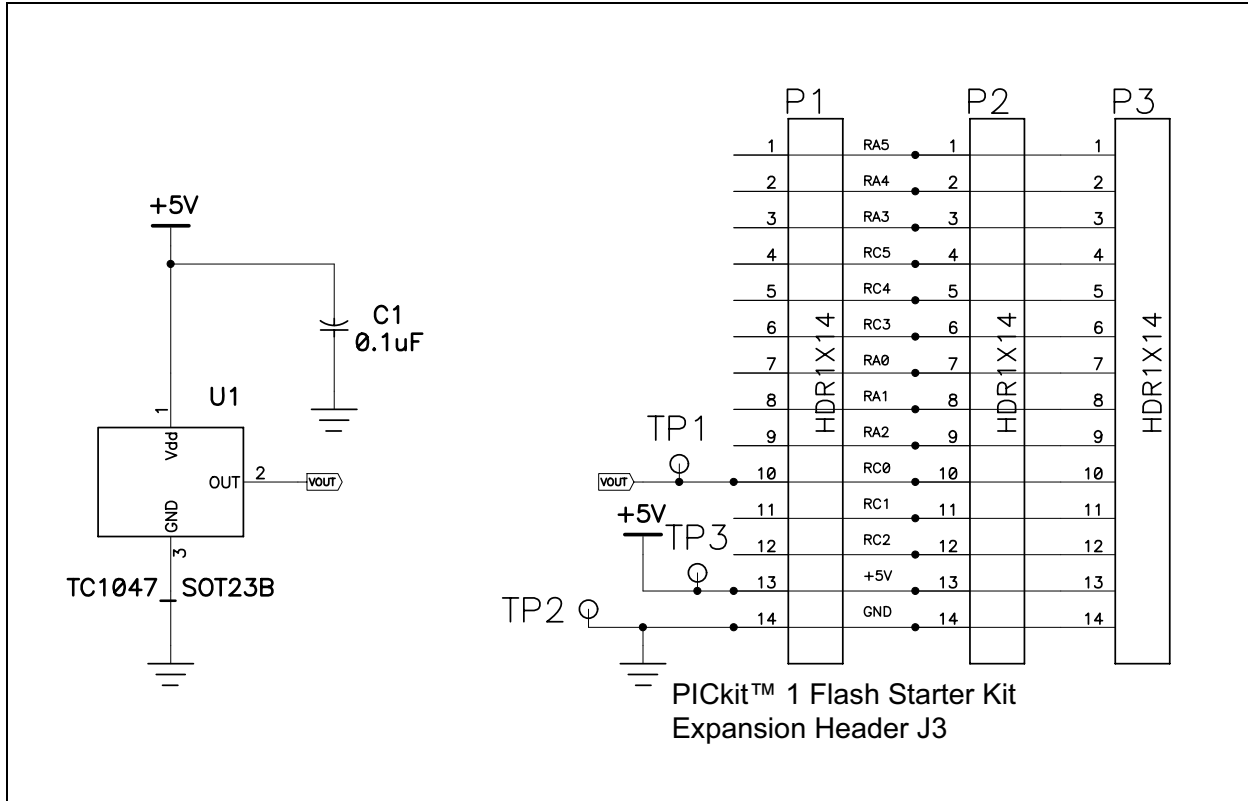 +5V
C1
0.1uF
U1
1
Vdd
OUT
2
VOUT
GND
3
TC1047_SOT23B
P1
P2
P3
1 RA5 1 1
2 RA4 2 2
3 RA3 3 3
4 RC5 4 4
5 RC4 5 5
6 RC3 6 6
7 RA0 7 7
8 RA1 8 8
9 RA2 9 9
10 RC0 10 10
11 RC1 11 11
12 RC2 12 12
13 +5V 13 13
14 GND 14 14
HDR1X14
HDR1X14
HDR1X14
TP1
VOUT
+5V
TP3
TP2
PICkit™ 1 Flash Starter Kit
Expansion Header J3